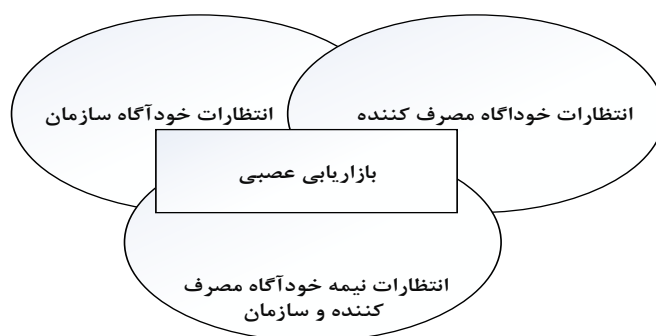 انتظارات خوداگاه مصرف کننده
انتظارات خودآگاه سازمان
بازاریابی عصبی
انتظارات نیمه خودآگاه مصرف
کننده و سازمان